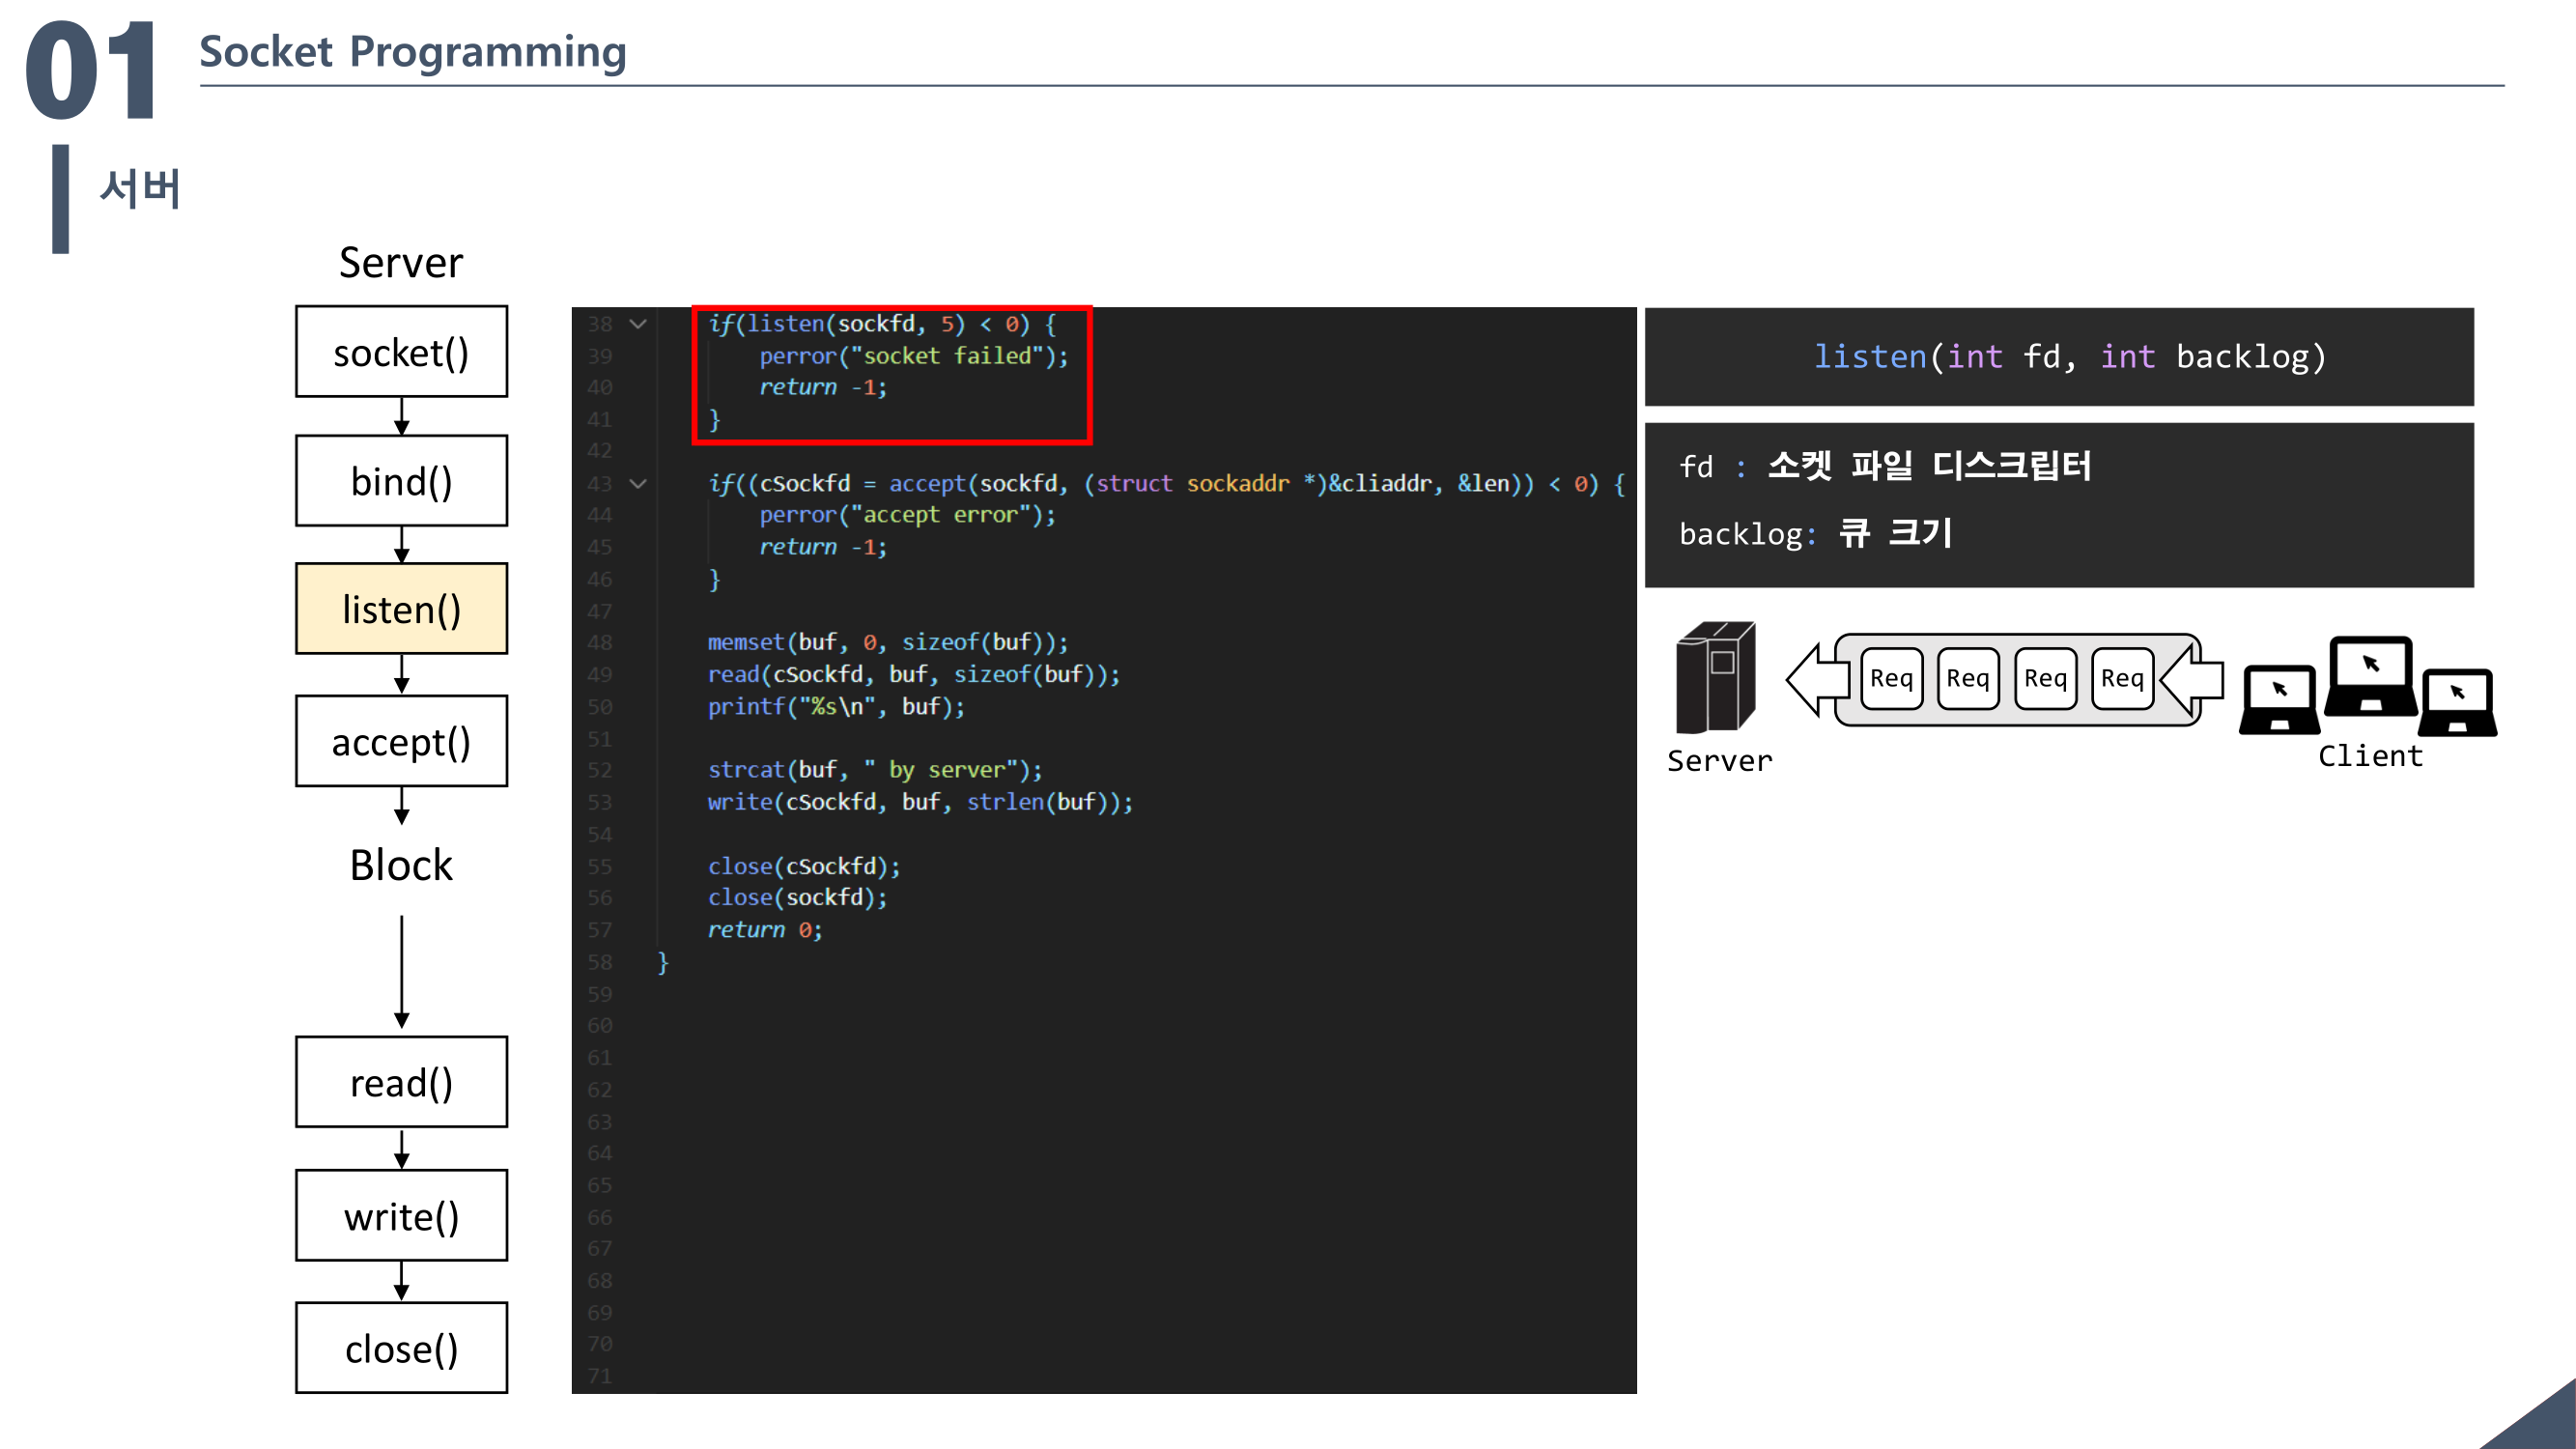 01
Socket Programming
서버
Server
socket()
bind()
listen()
accept()
Block
read()
write()
close()
38 if(listen(sockfd, 5) < 0) {
39 perror("socket failed");
40 return -1;
41 }
42
43 if((cSockfd = accept(sockfd, (struct sockaddr *)&cliaddr, &len)) < 0) {
44 perror("accept error");
45 return -1;
46 }
47
48 memset(buf, 0, sizeof(buf));
49 read(cSockfd, buf, sizeof(buf));
50 printf("%s\n", buf);
51
52 strcat(buf, " by server");
53 write(cSockfd, buf, strlen(buf));
54
55 close(cSockfd);
56 close(sockfd);
57 return 0;
58 }
59
60
61
62
63
64
65
66
67
68
69
70
71
listen(int fd, int backlog)
fd : 소켓 파일 디스크립터
backlog: 큐 크기
Req Req Req Req
Server
Client